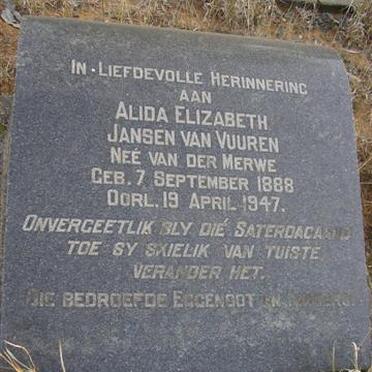 IN LIEFDEVOLLE HERINNERING
AAN
ALIDA ELIZABETH
JANSEN VAN VUUREN
NEÉ VAN DER MERWE
GEB. 7 SEPTEMBER 1888
OORL. 19 APRIL 1947.
ONVERGEETLIK BLY DIÉ SATERDAGAAND
TOE SY SKIELIK VAN TUISTE
VERANDER HET.
DIE BEDROEFDE EGGENOOT EN KINDERS.